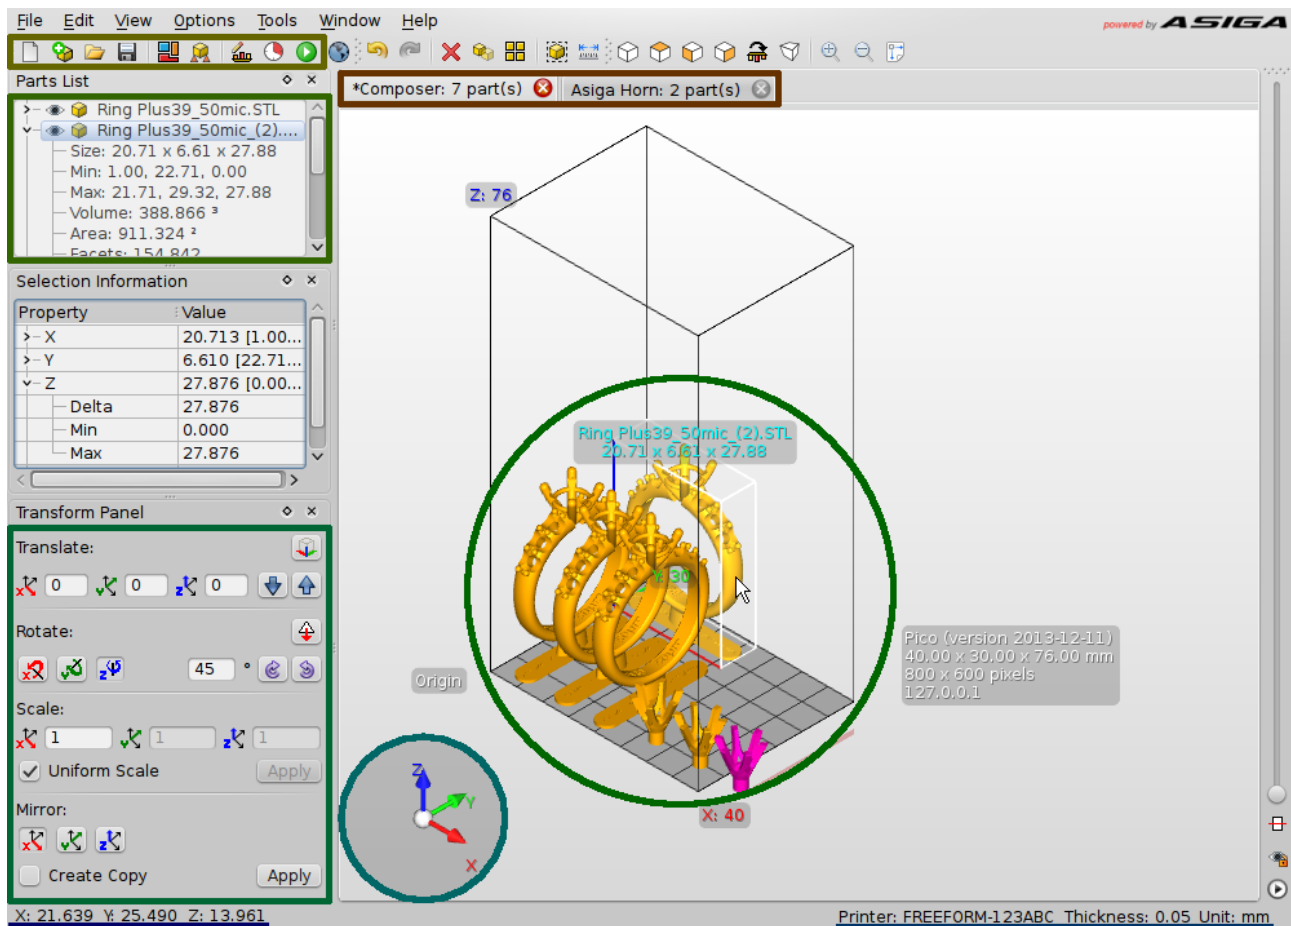 File Edit View Options Tools Window Help
powered by ASIGA
Parts List
*Composer: 7 part(s) Asiga Horn: 2 part(s)
Ring Plus39_50mic.STL
Ring Plus39_50mic_(2)....
Size: 20.71 x 6.61 x 27.88
Min: 1.00, 22.71, 0.00
Max: 21.71, 29.32, 27.88
Volume: 388.866 ³
Area: 911.324 ²
Facets: 154,842
Selection Information
Property Value
X 20.713 [1.00...
Y 6.610 [22.71...
Z 27.876 [0.00...
Delta 27.876
Min 0.000
Max 27.876
Transform Panel
Translate:
x 0 Y 0 z 0
Rotate:
x Y z 45 °
Scale:
x 1 Y 1 z 1
Uniform Scale Apply
Mirror:
x Y z
Create Copy Apply
Z: 76
Ring Plus39_50mic_(2).STL
20.71 x 6.61 x 27.88
Y: 30
Origin
Pico (version 2013-12-11)
40.00 x 30.00 x 76.00 mm
800 x 600 pixels
127.0.0.1
Z
Y
X
X: 40
X: 21.639 Y: 25.490 Z: 13.961
Printer: FREEFORM-123ABC Thickness: 0.05 Unit: mm